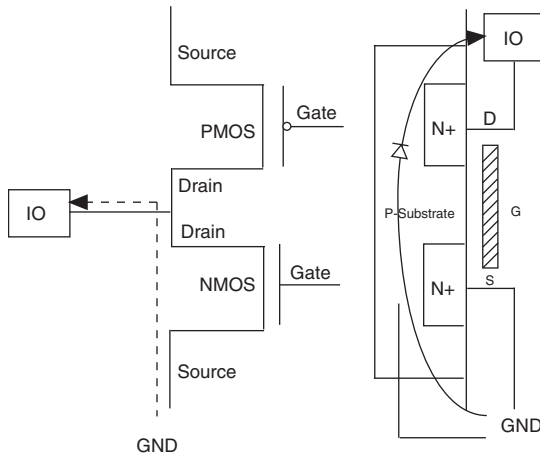 Source
PMOS
Gate
Drain
IO
Drain
NMOS
Gate
Source
GND
IO
N+
D
P-Substrate
G
S
N+
GND